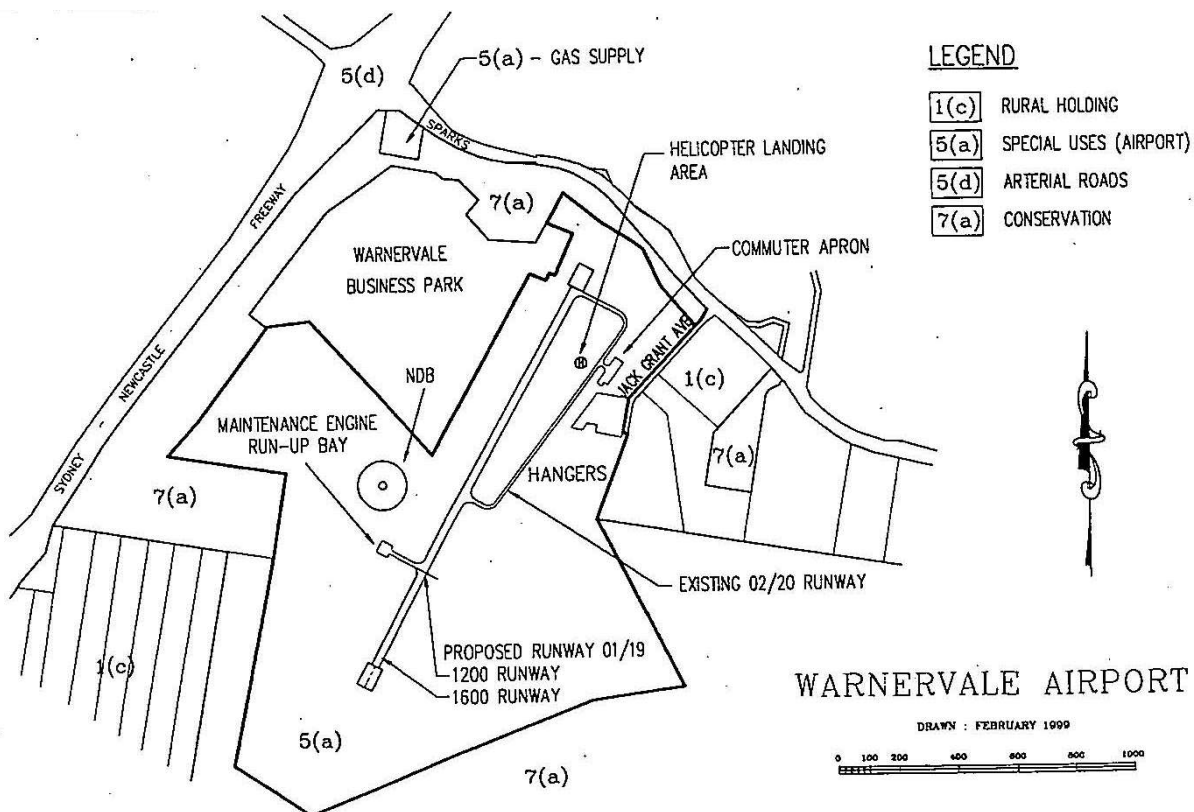 5(d)
5(a) - GAS SUPPLY
SPARKS
HELICOPTER LANDING
AREA
7(a)
COMMUTER APRON
WARNERVALE
BUSINESS PARK
FREEWAY
NEWCASTLE
-
SYDNEY
JACK GRANT AVE
1(c)
7(a)
NDB
MAINTENANCE ENGINE
RUN-UP BAY
H
HANGERS
7(a)
EXISTING 02/20 RUNWAY
PROPOSED RUNWAY 01/19
1200 RUNWAY
1600 RUNWAY
1(c)
5(a)
7(a)
LEGEND
1(c) RURAL HOLDING
5(a) SPECIAL USES (AIRPORT)
5(d) ARTERIAL ROADS
7(a) CONSERVATION
WARNERVALE AIRPORT
DRAWN : FEBRUARY 1999
0 100 200 400 600 800 1000